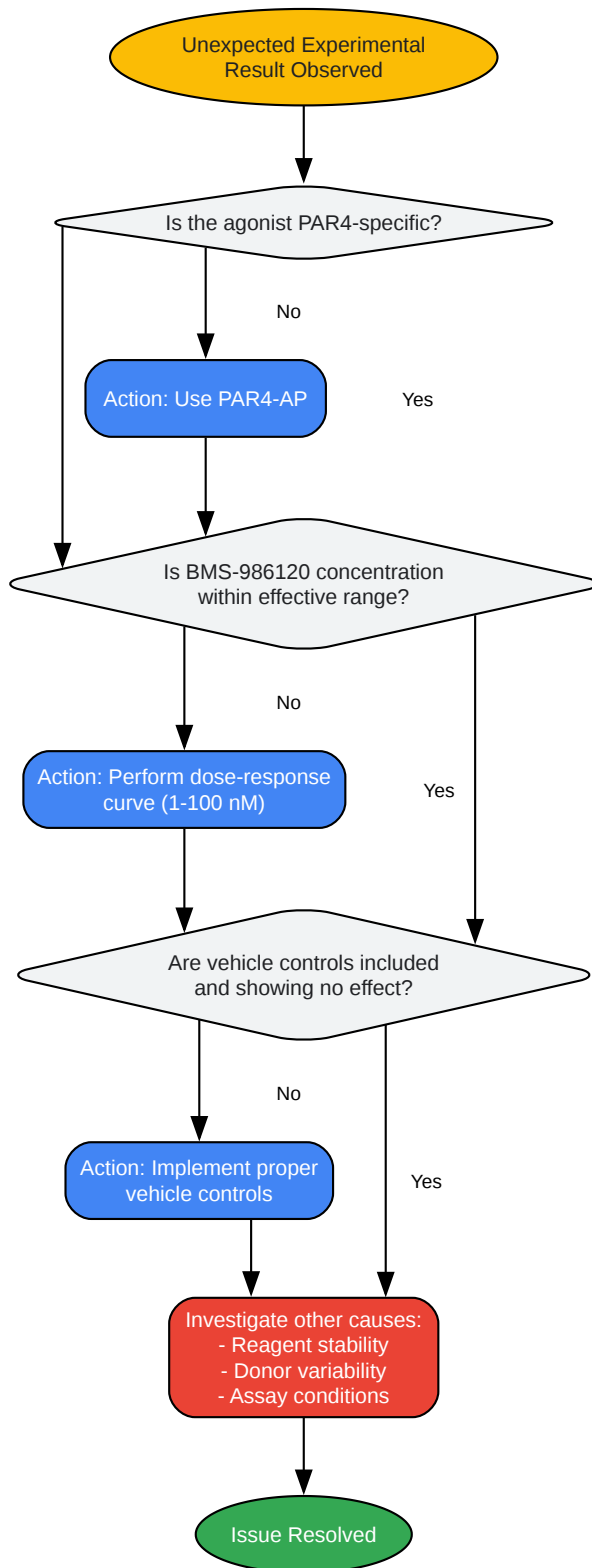 Unexpected Experimental
Result Observed
Is the agonist PAR4-specific?
No
Action: Use PAR4-AP
Yes
Is BMS-986120 concentration
within effective range?
No
Action: Perform dose-response
curve (1-100 nM)
Yes
Are vehicle controls included
and showing no effect?
No
Action: Implement proper
vehicle controls
Yes
Investigate other causes:
- Reagent stability
- Donor variability
- Assay conditions
Issue Resolved